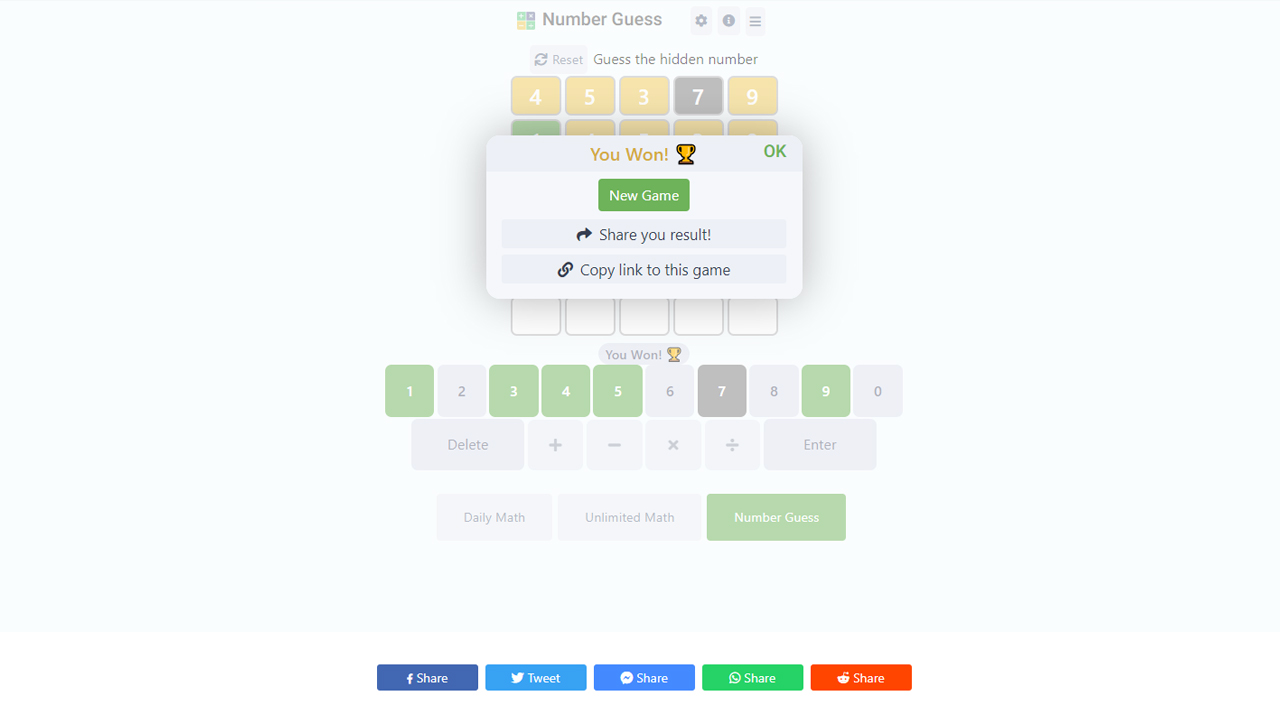 Number Guess
Reset Guess the hidden number
4 5 3 7 9
You Won! OK
New Game
Share you result!
Copy link to this game
You Won!
1 2 3 4 5 6 7 8 9 0
Delete + − × ÷ Enter
Daily Math Unlimited Math Number Guess
Share Tweet Share Share Share